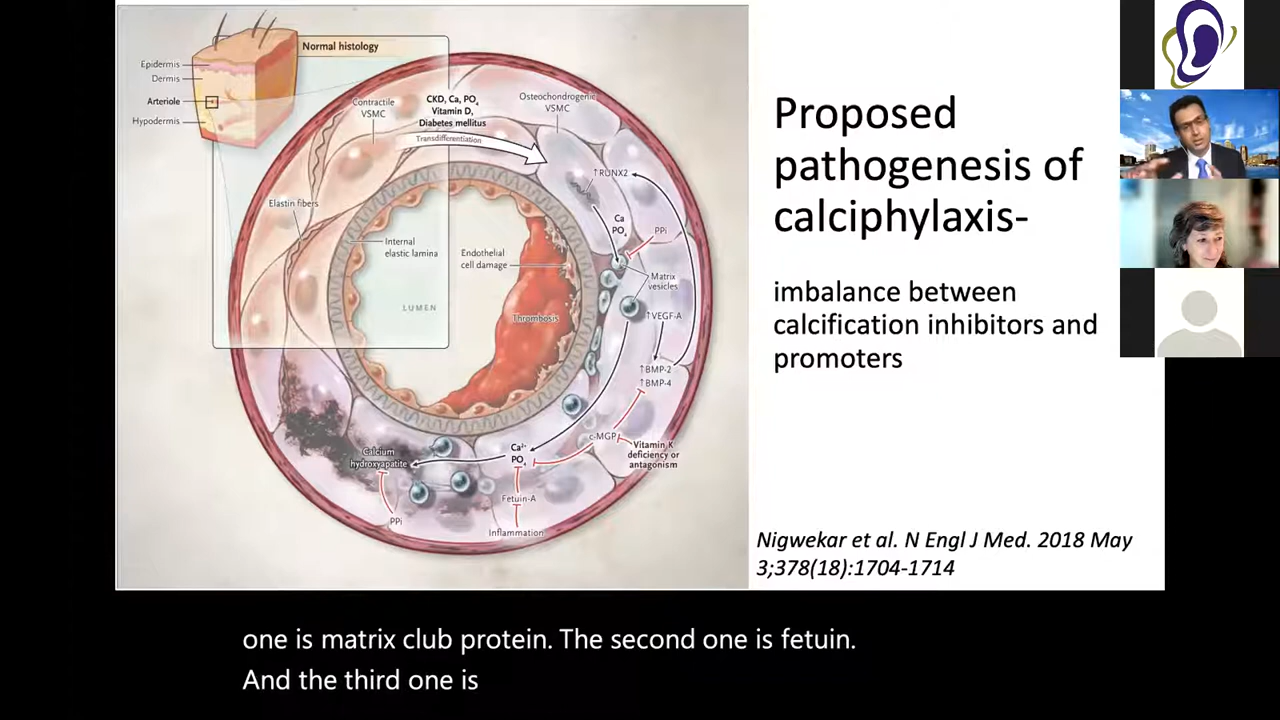 Normal histology
Epidermis
Dermis
Arteriole
Hypodermis
Contractile
VSMC
CKD, Ca, PO₄
Vitamin D,
Diabetes mellitus
Transdifferentiation
Osteochondrogenic
VSMC
↑RUNX2
Elastin fibers
Internal
elastic lamina
Endothelial
cell damage
LUMEN
Thrombosis
Ca
PO₄
PPi
Matrix
vesicles
↑VEGF-A
↑BMP-2
↑BMP-4
c-MGP
Vitamin K
deficiency or
antagonism
Calcium
hydroxyapatite
Ca²⁺
PO₄
Fetuin-A
PPi
Inflammation
Proposed
pathogenesis of
calciphylaxis-
imbalance between
calcification inhibitors and
promoters
Nigwekar et al. N Engl J Med. 2018 May
3;378(18):1704-1714
one is matrix club protein. The second one is fetuin.
And the third one is